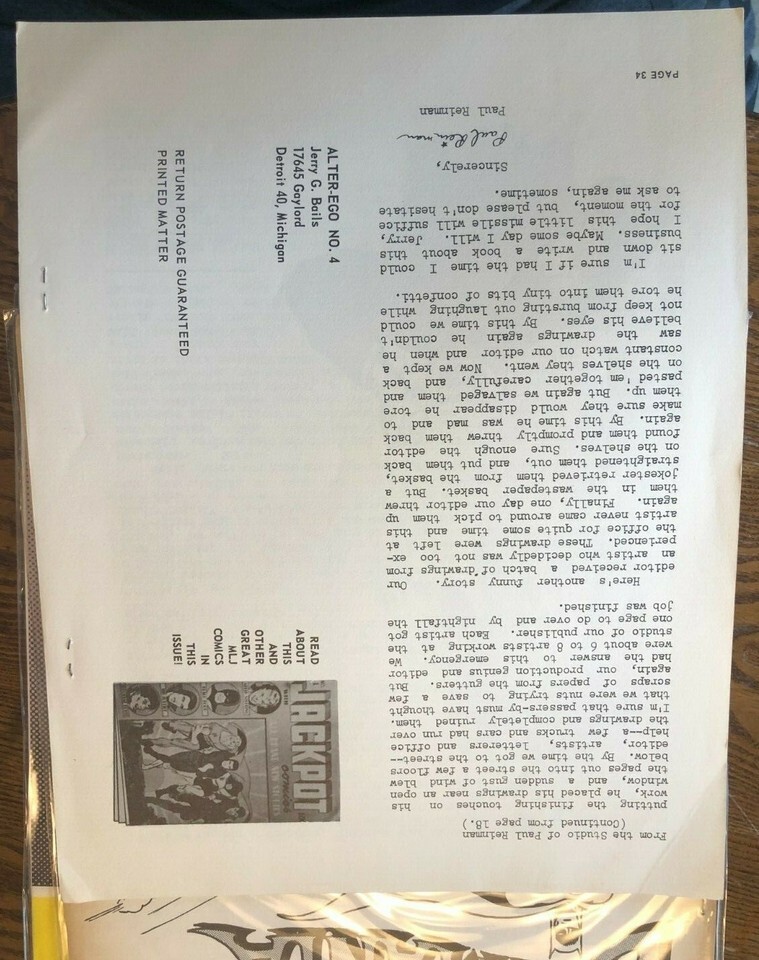 From the Studio of Paul Reinman
(Continued from page 18.)
putting the finishing touches on his
work, he placed his drawings near an open
window, and a sudden gust of wind blew
the pages out into the street a few floors
below. By the time we got to the street--
editor, artists, letterers and office
help--a few trucks and cars had run over
the drawings and completely ruined them.
I'm sure that passers-by must have thought
that we were nuts trying to save a few
scraps of papers from the gutters. But
again, our production genius and editor
had the answer to this emergency. We
were about 6 to 8 artists working at the
studio of our publisher. Each artist got
one page to do over and by nightfall the
job was finished.
Here's another funny story. Our
editor received a batch of drawings from
an artist who decidedly was not too ex-
perienced. These drawings were left at
the office for quite some time and this
artist never came around to pick them up
again. Finally, one day our editor threw
them in the wastepaper basket. But a
jokester retrieved them from the basket,
straightened them out, and put them back
on the shelves. Sure enough the editor
found them and promptly threw them back
again. By this time he was mad and to
make sure they would disappear he tore
them up. But again we salvaged them and
pasted 'em together carefully, and back
on the shelves they went. Now we kept a
constant watch on our editor and when he
saw the drawings again he couldn't
believe his eyes. By this time we could
not keep from bursting out laughing while
he tore them into tiny bits of confetti.
I'm sure if I had the time I could
sit down and write a book about this
business. Maybe some day I will. Jerry,
I hope this little missile will suffice
for the moment, but please don't hesitate
to ask me again, sometime.
Sincerely,
Paul Reinman
Paul Reinman
PAGE 34
ALTER-EGO NO. 4
Jerry G. Bails
17645 Gaylord
Detroit 40, Michigan
RETURN POSTAGE GUARANTEED
PRINTED MATTER
READ
ABOUT
THIS
AND
OTHER
GREAT
MLJ
COMICS
IN
THIS
ISSUE!
JACKPOT
COMICS